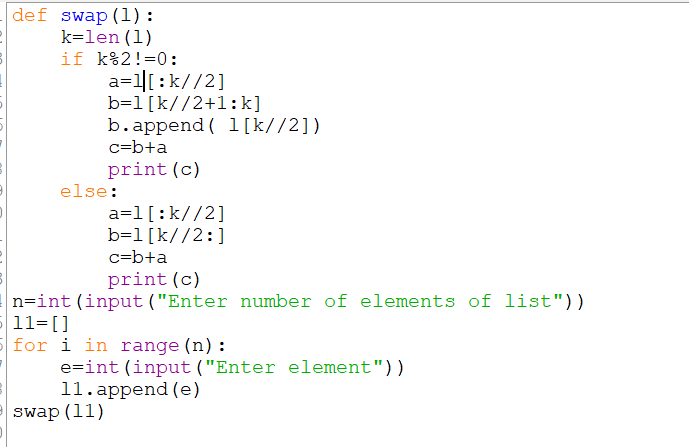 def swap(l):
    k=len(l)
    if k%2!=0:
        a=l[:k//2]
        b=l[k//2+1:k]
        b.append( l[k//2])
        c=b+a
        print(c)
    else:
        a=l[:k//2]
        b=l[k//2:]
        c=b+a
        print(c)
n=int(input("Enter number of elements of list"))
l1=[]
for i in range(n):
    e=int(input("Enter element"))
    l1.append(e)
swap(l1)